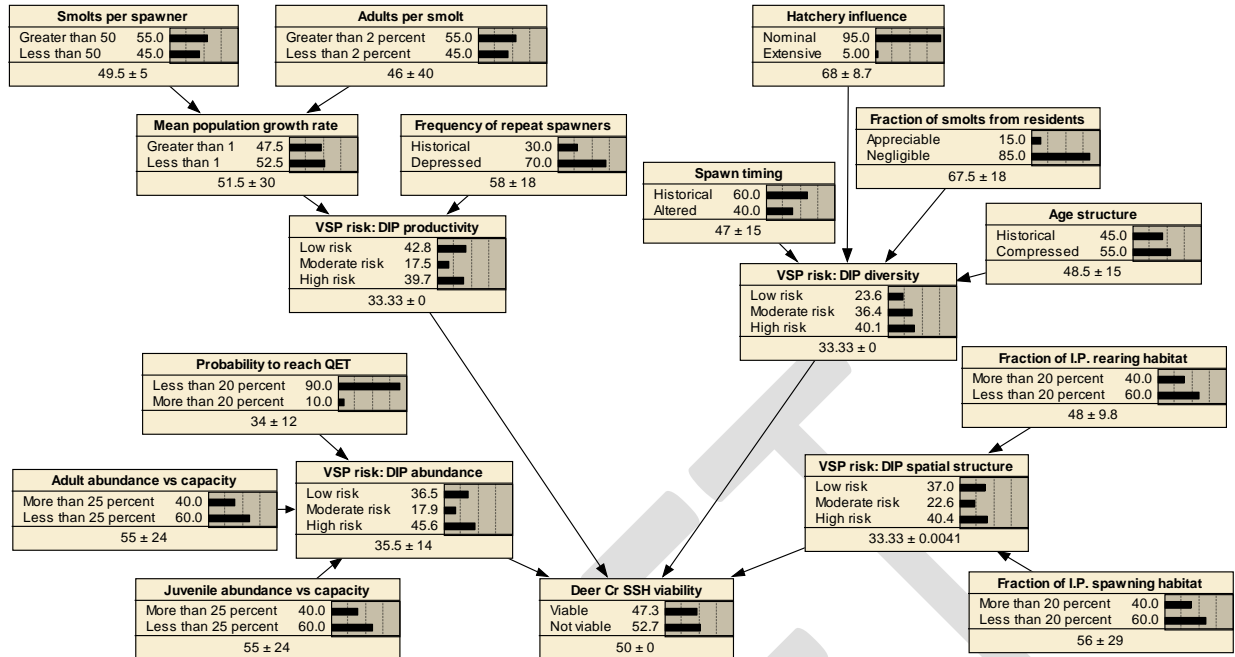 Smolts per spawner
Greater than 50 55.0
Less than 50 45.0
49.5 ± 5
Adults per smolt
Greater than 2 percent 55.0
Less than 2 percent 45.0
46 ± 40
Hatchery influence
Nominal 95.0
Extensive 5.00
68 ± 8.7
Mean population growth rate
Greater than 1 47.5
Less than 1 52.5
51.5 ± 30
Frequency of repeat spawners
Historical 30.0
Depressed 70.0
58 ± 18
Fraction of smolts from residents
Appreciable 15.0
Negligible 85.0
67.5 ± 18
Spawn timing
Historical 60.0
Altered 40.0
47 ± 15
Age structure
Historical 45.0
Compressed 55.0
48.5 ± 15
VSP risk: DIP productivity
Low risk 42.8
Moderate risk 17.5
High risk 39.7
33.33 ± 0
VSP risk: DIP diversity
Low risk 23.6
Moderate risk 36.4
High risk 40.1
33.33 ± 0
Probability to reach QET
Less than 20 percent 90.0
More than 20 percent 10.0
34 ± 12
Fraction of I.P. rearing habitat
More than 20 percent 40.0
Less than 20 percent 60.0
48 ± 9.8
Adult abundance vs capacity
More than 25 percent 40.0
Less than 25 percent 60.0
55 ± 24
VSP risk: DIP abundance
Low risk 36.5
Moderate risk 17.9
High risk 45.6
35.5 ± 14
VSP risk: DIP spatial structure
Low risk 37.0
Moderate risk 22.6
High risk 40.4
33.33 ± 0.0041
Juvenile abundance vs capacity
More than 25 percent 40.0
Less than 25 percent 60.0
55 ± 24
Deer Cr SSH viability
Viable 47.3
Not viable 52.7
50 ± 0
Fraction of I.P. spawning habitat
More than 20 percent 40.0
Less than 20 percent 60.0
56 ± 29